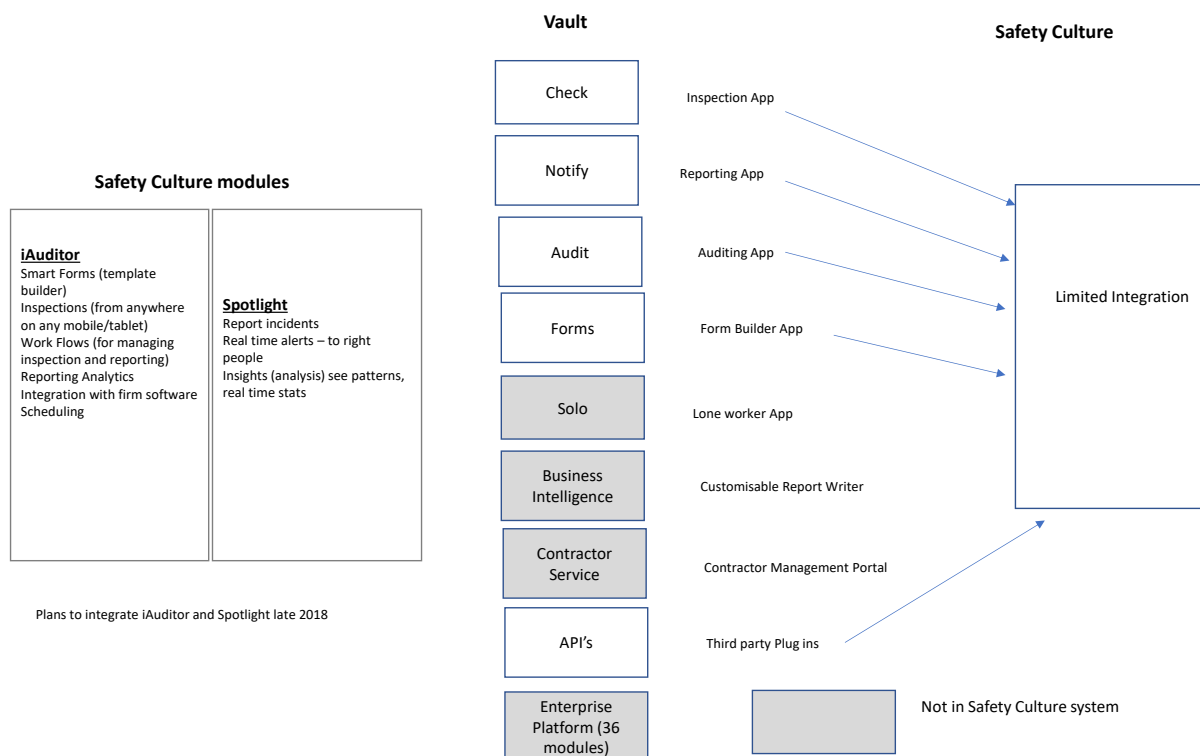 Vault
Safety Culture
Check
Inspection App
Notify
Reporting App
Safety Culture modules
iAuditor
Smart Forms (template
builder)
Inspections (from anywhere
on any mobile/tablet)
Work Flows (for managing
inspection and reporting)
Reporting Analytics
Integration with firm software
Scheduling
Spotlight
Report incidents
Real time alerts – to right
people
Insights (analysis) see patterns,
real time stats
Audit
Auditing App
Limited Integration
Forms
Form Builder App
Solo
Lone worker App
Business
Intelligence
Customisable Report Writer
Contractor
Service
Contractor Management Portal
Plans to integrate iAuditor and Spotlight late 2018
API's
Third party Plug ins
Enterprise
Platform (36
modules)
Not in Safety Culture system